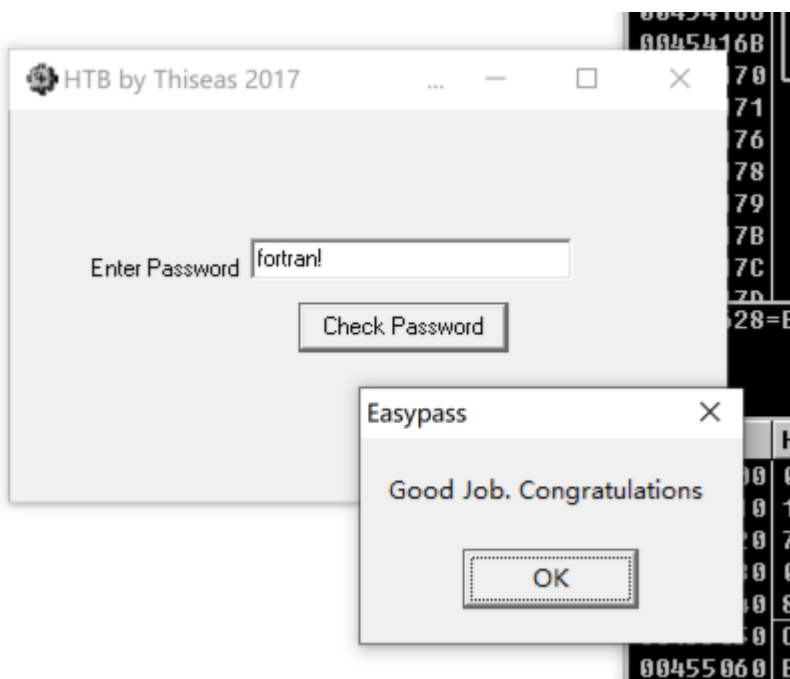 0045416B
HTB by Thiseas 2017 ...
70
71
76
78
79
7B
7C
7D
Enter Password fortran!
Check Password
28=E
Easypass
Good Job. Congratulations
OK
00455060